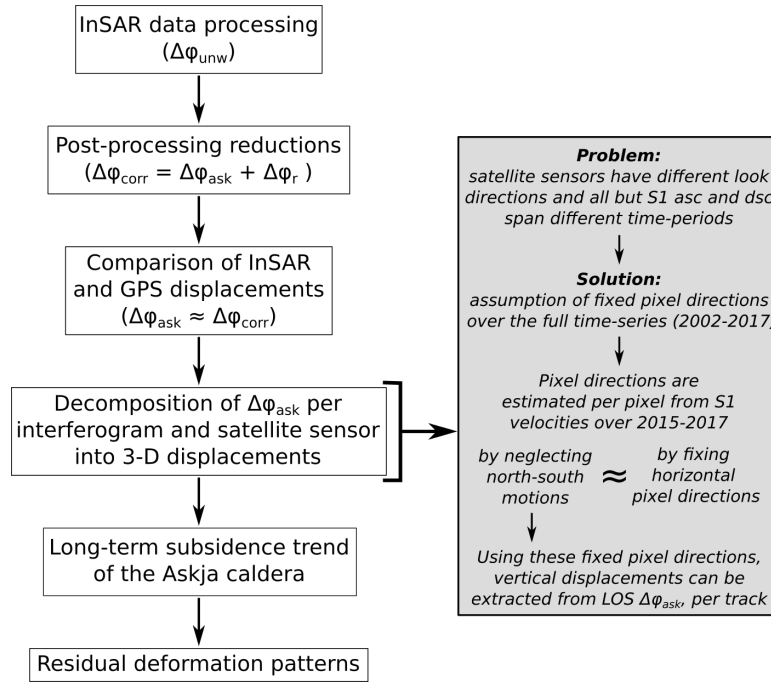 InSAR data processing
(Δφunw)
Post-processing reductions
(Δφcorr = Δφask + Δφr )
Comparison of InSAR
and GPS displacements
(Δφask ≈ Δφcorr)
Decomposition of Δφask per
interferogram and satellite sensor
into 3-D displacements
Long-term subsidence trend
of the Askja caldera
Residual deformation patterns
Problem:
satellite sensors have different look
directions and all but S1 asc and dsc
span different time-periods
Solution:
assumption of fixed pixel directions
over the full time-series (2002-2017)
Pixel directions are
estimated per pixel from S1
velocities over 2015-2017
by neglecting
north-south
motions
≈
by fixing
horizontal
pixel directions
Using these fixed pixel directions,
vertical displacements can be
extracted from LOS Δφask, per track